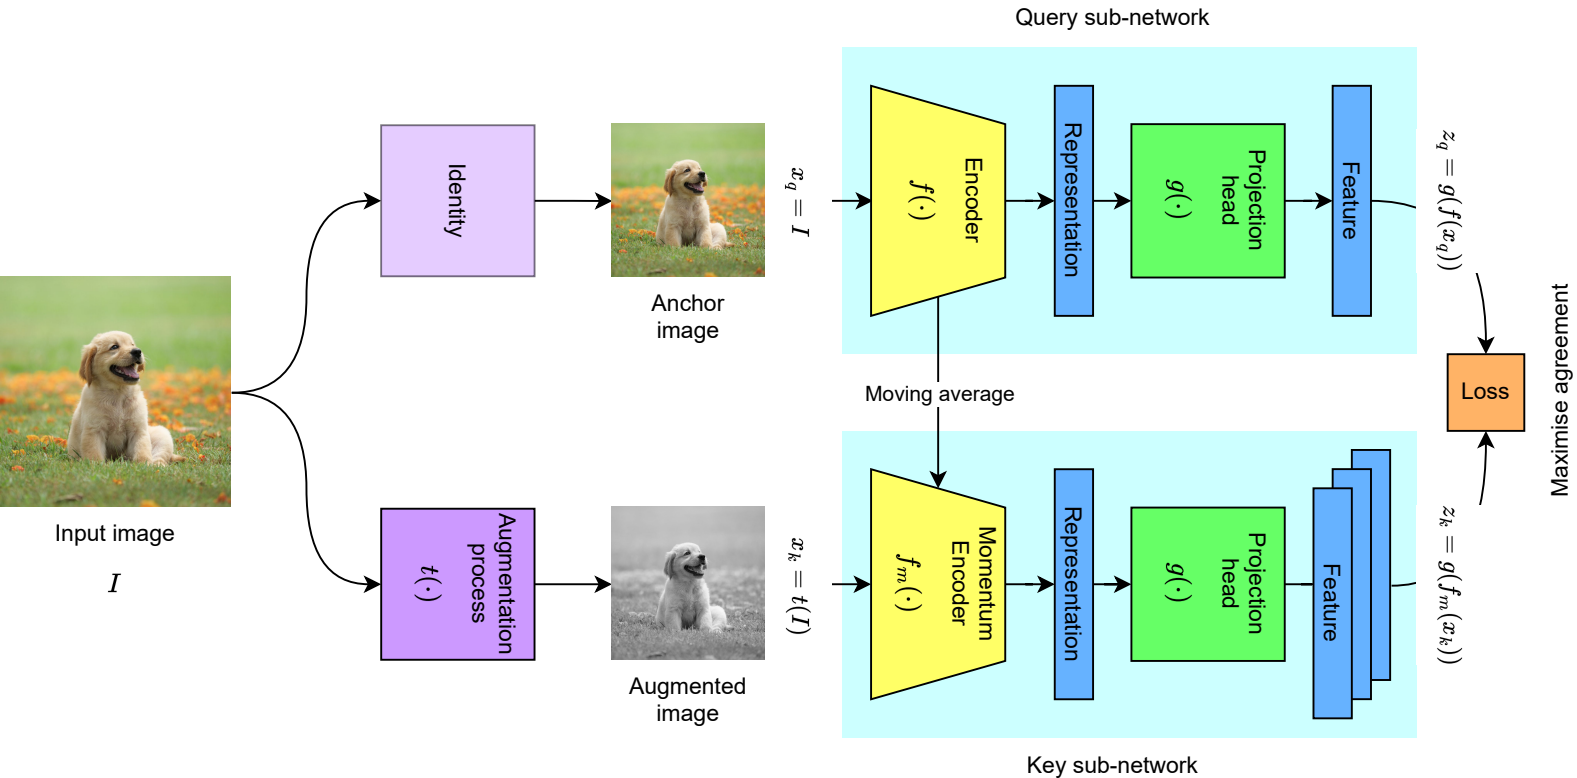 Query sub-network
Identity
Anchor
image
x_q = I
Encoder
f(·)
Representation
Projection
head
g(·)
Feature
z_q = g(f(x_q))
Input image
I
Moving average
Loss
Maximise agreement
Augmentation
process
t(·)
Augmented
image
x_k = t(I)
Momentum
Encoder
f_m(·)
Representation
Projection
head
g(·)
Feature
z_k = g(f_m(x_k))
Key sub-network